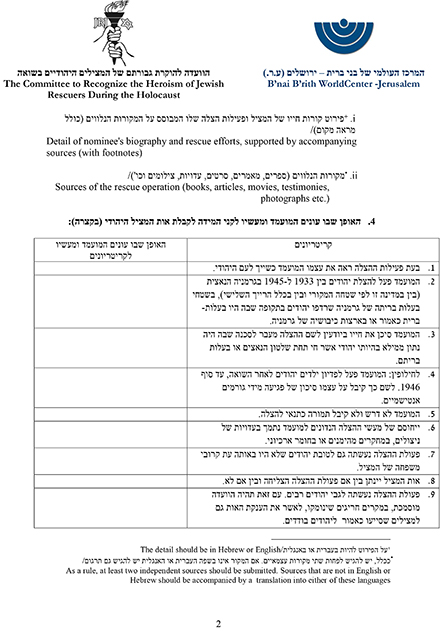 הוועדה להוקרת גבורתם של המצילים היהודיים בשואה
The Committee to Recognize the Heroism of Jewish
Rescuers During the Holocaust
המרכז העולמי של בני ברית – ירושלים (ע.ר.)
B'nai B'rith WorldCenter -Jerusalem
i. *פירוט קורות חייו של המציל ופעילות הצלה שלו המבוסס על המקורות הנלווים (כולל
מראה מקום)/
Detail of nominee's biography and rescue efforts, supported by accompanying
sources (with footnotes)
ii. *מקורות הנלווים (ספרים, מאמרים, סרטים, עדויות, צילומים וכו')/
Sources of the rescue operation (books, articles, movies, testimonies,
photographs etc.)
4. האופן שבו עונים המועמד ומעשיו לקני המידה לקבלת אות המציל היהודי (בקצרה):
קריטריונים
האופן שבו עונים המועמד ומעשיו
לקריטריונים
1. בעת פעילות ההצלה ראה את עצמו המועמד כשייך לעם היהודי.
2. המועמד פעל להצלת יהודים בין 1933 ל-1945 בגרמניה הנאצית
(בין במדינה זו לפי שטחה המקורי ובין בכלל הרייך השלישי), בשטחי
בעלות בריתה של גרמניה שרדפו יהודים בתקופה שבה היו בעלות-
ברית כאמור או בארצות כיבושיה של גרמניה.
3. המועמד סיכן את חייו ביודעין לשם ההצלה מעבר לסכנה שבה היה
נתון ממילא בהיותו יהודי אשר חי תחת שלטון הנאצים או בעלות
בריתם.
4. לחילופין: המועמד פעל לפדיון ילדים יהודים לאחר השואה, עד סוף
1946. לשם כך קיבל על עצמו סיכון של פגיעה מידי גורמים
אנטישמיים.
5. המועמד לא דרש ולא קיבל תמורה כתנאי להצלה.
6. ייחוסם של מעשי ההצלה הנדונים למועמד נתמך בעדויות של
ניצולים, במחקרים מהימנים או בחומר ארכיוני.
7. פעולת ההצלה נעשתה גם לטובת יהודים שלא היו באותה עת קרובי
משפחה של המציל.
8. אות המציל יינתן בין אם פעולת ההצלה הצליחה ובין אם לא.
9. פעולת ההצלה נעשתה לגבי יהודים רבים. עם זאת תהיה הוועדה
מוסמכת, במקרים חריגים שינומקו, לאשר את הענקת האות גם
למצילים שסייעו כאמור ליהודים בודדים.
*על הפירוט להיות בעברית או באנגלית/The detail should be in Hebrew or English
*ככלל, יש להגיש לפחות שתי מקורות עצמאיים. אם המקור אינו בשפה העברית או האנגלית יש להגיש גם תרגום/
As a rule, at least two independent sources should be submitted. Sources that are not in English or
Hebrew should be accompanied by a translation into either of these languages
2